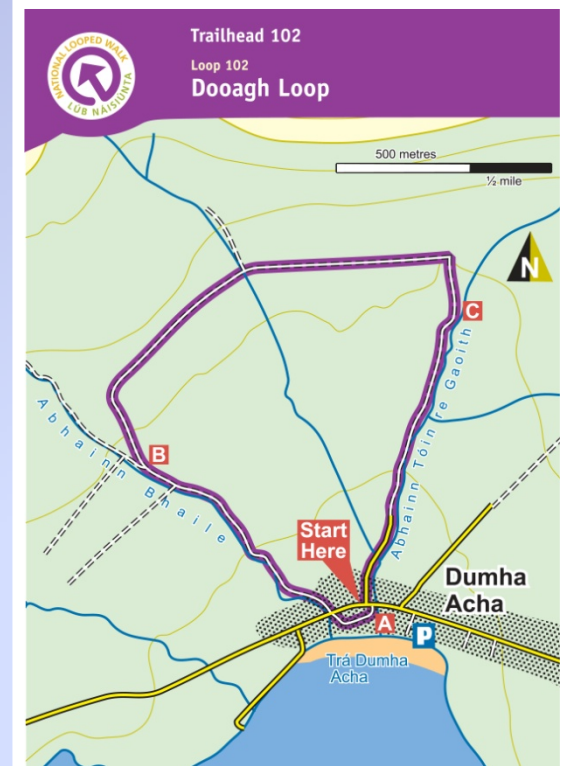 NATIONAL LOOPED WALK
LÚB NÁISIÚNTA
Trailhead 102
Loop 102
Dooagh Loop
500 metres
½ mile
N
C
Abhainn Tóin re Gaoith
B
Abhainn Bhaile
Start
Here
Dumha
Acha
A
P
Trá Dumha
Acha